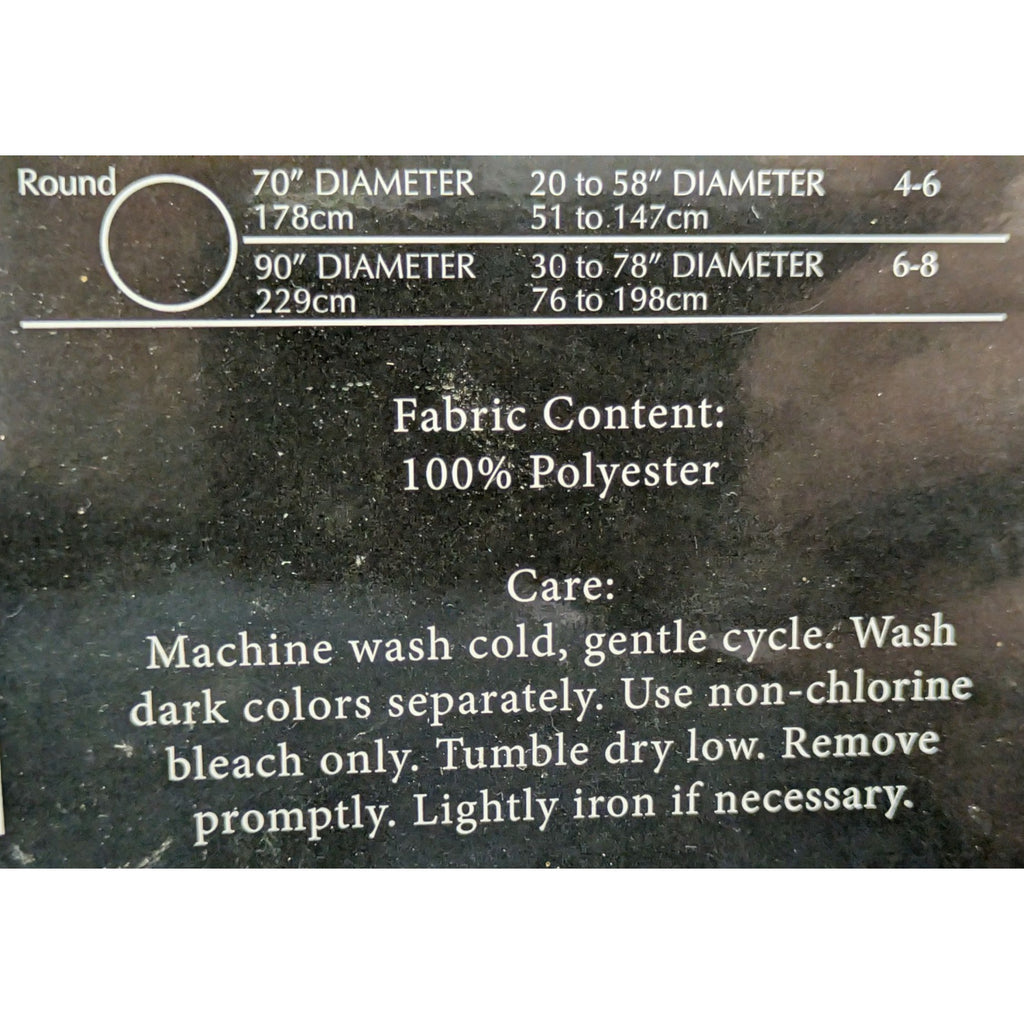 Round 70" DIAMETER 20 to 58" DIAMETER 4-6
178cm 51 to 147cm
90" DIAMETER 30 to 78" DIAMETER 6-8
229cm 76 to 198cm
Fabric Content:
100% Polyester
Care:
Machine wash cold, gentle cycle. Wash
dark colors separately. Use non-chlorine
bleach only. Tumble dry low. Remove
promptly. Lightly iron if necessary.